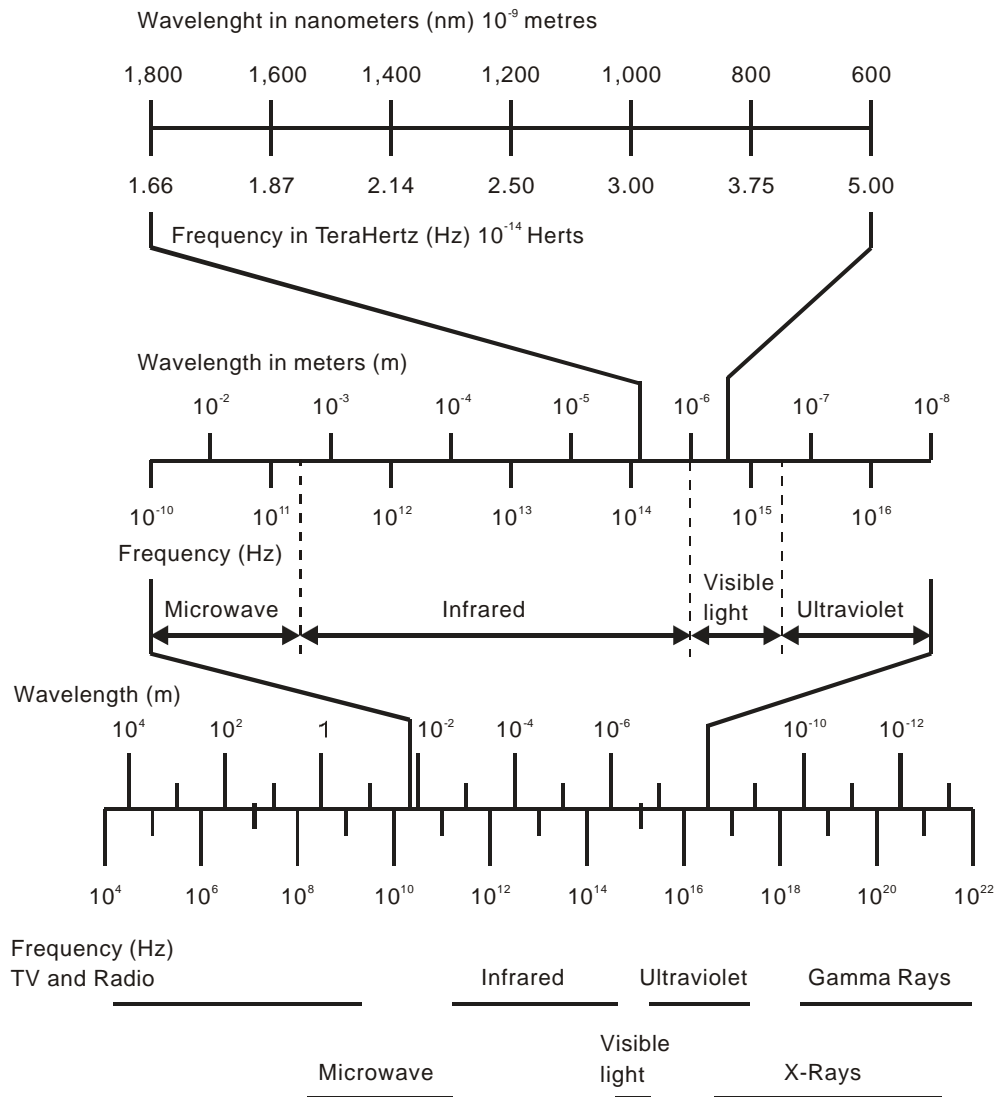 Wavelenght in nanometers (nm) 10⁻⁹ metres
1,800 1,600 1,400 1,200 1,000 800 600
1.66 1.87 2.14 2.50 3.00 3.75 5.00
Frequency in TeraHertz (Hz) 10⁻¹⁴ Herts
Wavelength in meters (m)
10⁻² 10⁻³ 10⁻⁴ 10⁻⁵ 10⁻⁶ 10⁻⁷ 10⁻⁸
10⁻¹⁰ 10¹¹ 10¹² 10¹³ 10¹⁴ 10¹⁵ 10¹⁶
Frequency (Hz)
Microwave Infrared Visible light Ultraviolet
Wavelength (m)
10⁴ 10² 1 10⁻² 10⁻⁴ 10⁻⁶ 10⁻¹⁰ 10⁻¹²
10⁴ 10⁶ 10⁸ 10¹⁰ 10¹² 10¹⁴ 10¹⁶ 10¹⁸ 10²⁰ 10²²
Frequency (Hz)
TV and Radio Infrared Ultraviolet Gamma Rays
Visible
Microwave light X-Rays